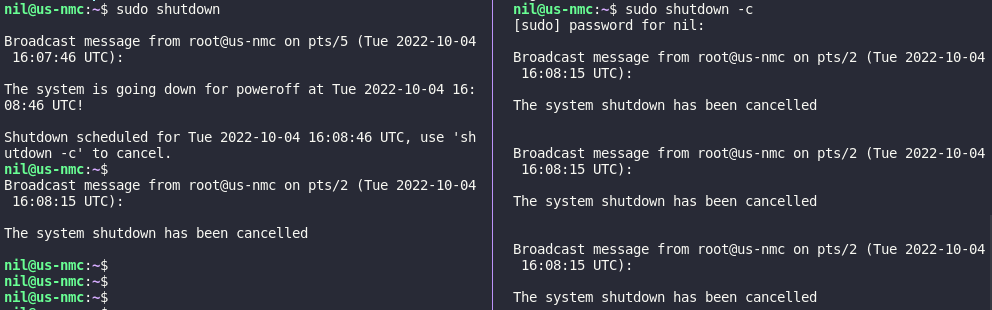 nil@us-nmc:~$ sudo shutdown

Broadcast message from root@us-nmc on pts/5 (Tue 2022-10-04
 16:07:46 UTC):

The system is going down for poweroff at Tue 2022-10-04 16:
08:46 UTC!

Shutdown scheduled for Tue 2022-10-04 16:08:46 UTC, use 'sh
utdown -c' to cancel.
nil@us-nmc:~$
Broadcast message from root@us-nmc on pts/2 (Tue 2022-10-04
 16:08:15 UTC):

The system shutdown has been cancelled

nil@us-nmc:~$
nil@us-nmc:~$
nil@us-nmc:~$
nil@us-nmc:~$ sudo shutdown -c
[sudo] password for nil:

Broadcast message from root@us-nmc on pts/2 (Tue 2022-10-04
 16:08:15 UTC):

The system shutdown has been cancelled


Broadcast message from root@us-nmc on pts/2 (Tue 2022-10-04
 16:08:15 UTC):

The system shutdown has been cancelled


Broadcast message from root@us-nmc on pts/2 (Tue 2022-10-04
 16:08:15 UTC):

The system shutdown has been cancelled